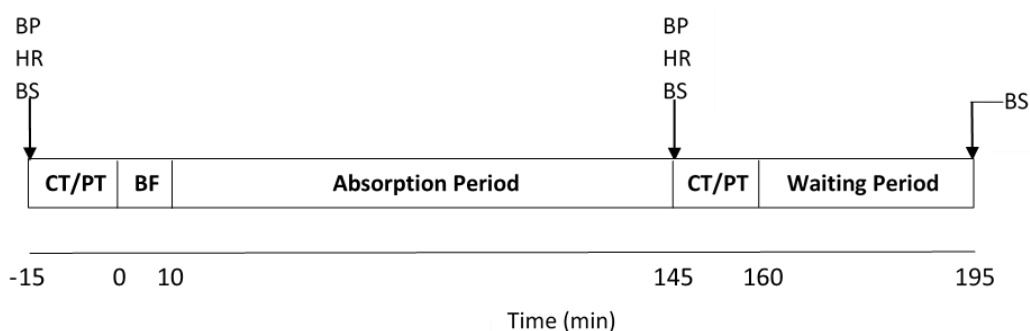 BP
HR
BS
BP
HR
BS
BS
CT/PT BF Absorption Period CT/PT Waiting Period
-15 0 10 145 160 195
Time (min)